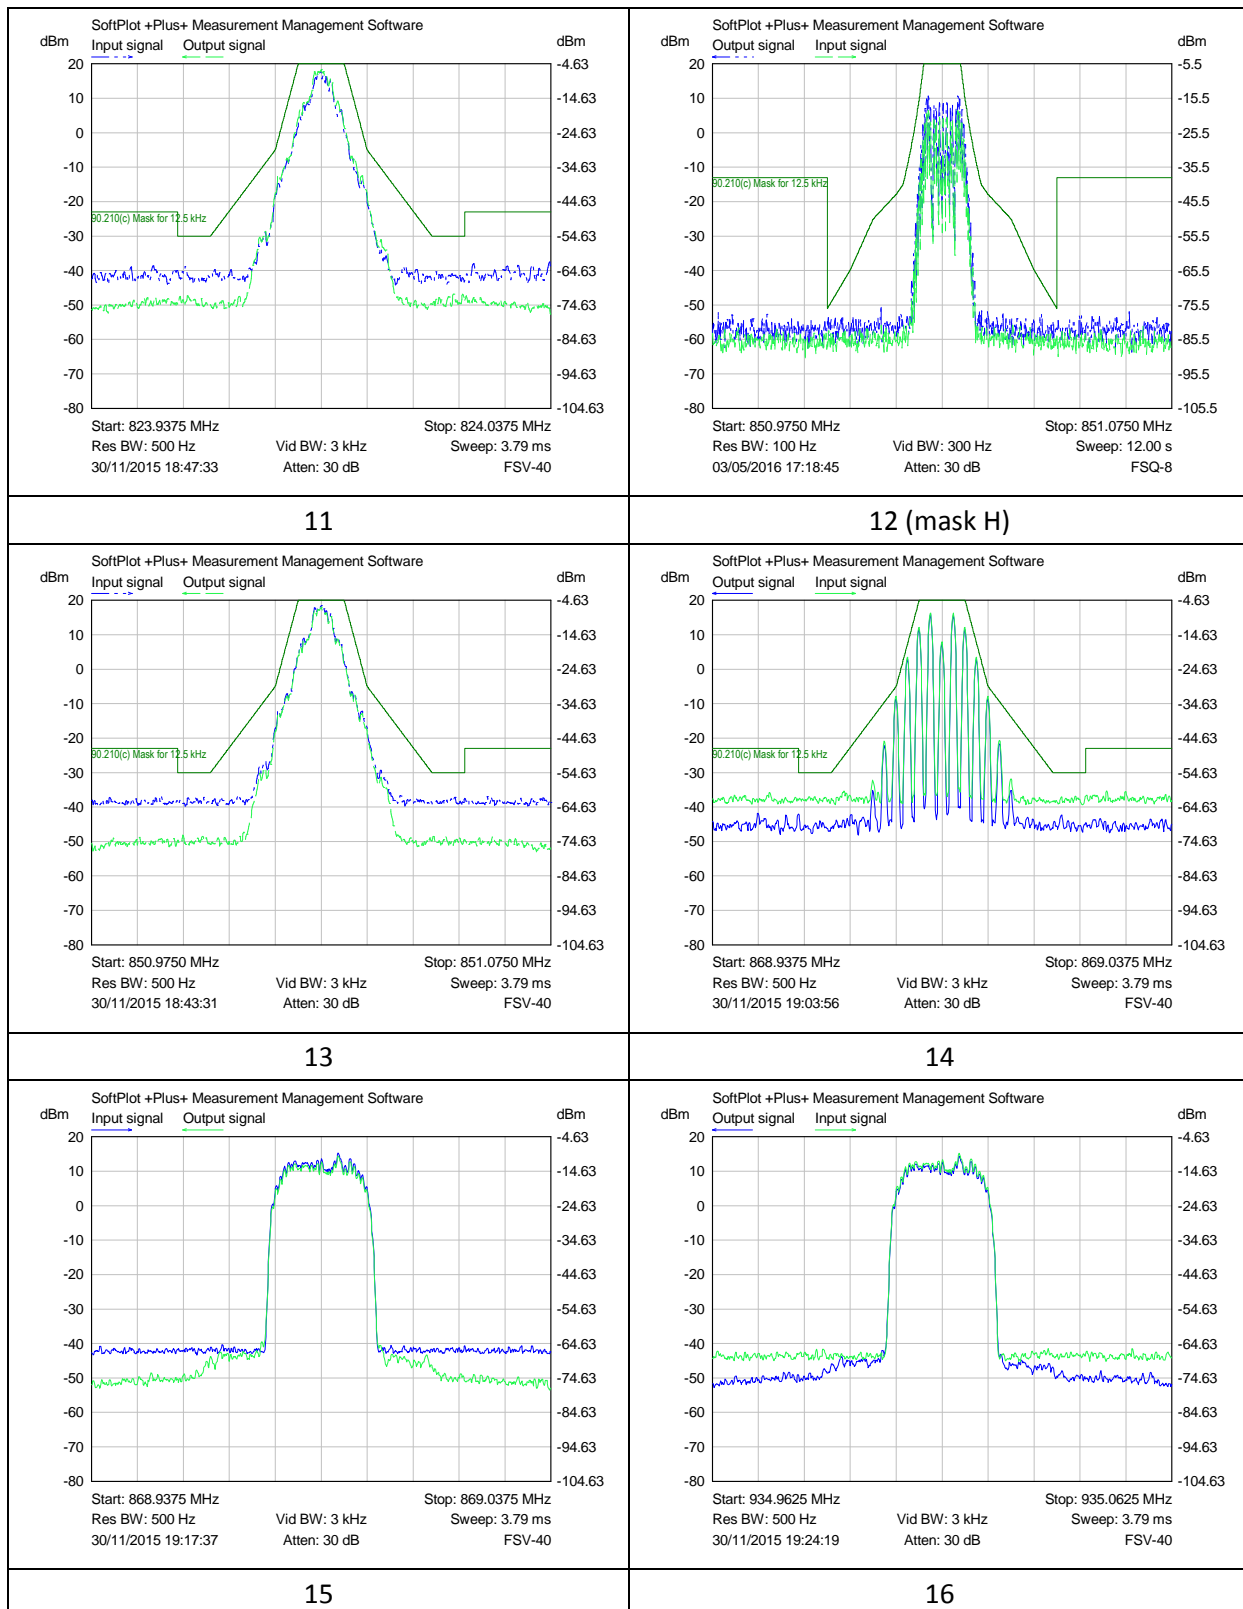 SoftPlot +Plus+ Measurement Management Software
dBm Input signal Output signal dBm
20 -4.63
10 -14.63
0 -24.63
-10 -34.63
-20 -44.63
90.210(c) Mask for 12.5 kHz
-30 -54.63
-40 -64.63
-50 -74.63
-60 -84.63
-70 -94.63
-80 -104.63
Start: 823.9375 MHz Stop: 824.0375 MHz
Res BW: 500 Hz Vid BW: 3 kHz Sweep: 3.79 ms
30/11/2015 18:47:33 Atten: 30 dB FSV-40
11
SoftPlot +Plus+ Measurement Management Software
dBm Output signal Input signal dBm
20 -5.5
10 -15.5
0 -25.5
-10 -35.5
90.210(c) Mask for 12.5 kHz
-20 -45.5
-30 -55.5
-40 -65.5
-50 -75.5
-60 -85.5
-70 -95.5
-80 -105.5
Start: 850.9750 MHz Stop: 851.0750 MHz
Res BW: 100 Hz Vid BW: 300 Hz Sweep: 12.00 s
03/05/2016 17:18:45 Atten: 30 dB FSQ-8
12 (mask H)
SoftPlot +Plus+ Measurement Management Software
dBm Input signal Output signal dBm
20 -4.63
10 -14.63
0 -24.63
-10 -34.63
-20 -44.63
90.210(c) Mask for 12.5 kHz
-30 -54.63
-40 -64.63
-50 -74.63
-60 -84.63
-70 -94.63
-80 -104.63
Start: 850.9750 MHz Stop: 851.0750 MHz
Res BW: 500 Hz Vid BW: 3 kHz Sweep: 3.79 ms
30/11/2015 18:43:31 Atten: 30 dB FSV-40
13
SoftPlot +Plus+ Measurement Management Software
dBm Output signal Input signal dBm
20 -4.63
10 -14.63
0 -24.63
-10 -34.63
-20 -44.63
90.210(c) Mask for 12.5 kHz
-30 -54.63
-40 -64.63
-50 -74.63
-60 -84.63
-70 -94.63
-80 -104.63
Start: 868.9375 MHz Stop: 869.0375 MHz
Res BW: 500 Hz Vid BW: 3 kHz Sweep: 3.79 ms
30/11/2015 19:03:56 Atten: 30 dB FSV-40
14
SoftPlot +Plus+ Measurement Management Software
dBm Input signal Output signal dBm
20 -4.63
10 -14.63
0 -24.63
-10 -34.63
-20 -44.63
-30 -54.63
-40 -64.63
-50 -74.63
-60 -84.63
-70 -94.63
-80 -104.63
Start: 868.9375 MHz Stop: 869.0375 MHz
Res BW: 500 Hz Vid BW: 3 kHz Sweep: 3.79 ms
30/11/2015 19:17:37 Atten: 30 dB FSV-40
15
SoftPlot +Plus+ Measurement Management Software
dBm Output signal Input signal dBm
20 -4.63
10 -14.63
0 -24.63
-10 -34.63
-20 -44.63
-30 -54.63
-40 -64.63
-50 -74.63
-60 -84.63
-70 -94.63
-80 -104.63
Start: 934.9625 MHz Stop: 935.0625 MHz
Res BW: 500 Hz Vid BW: 3 kHz Sweep: 3.79 ms
30/11/2015 19:24:19 Atten: 30 dB FSV-40
16